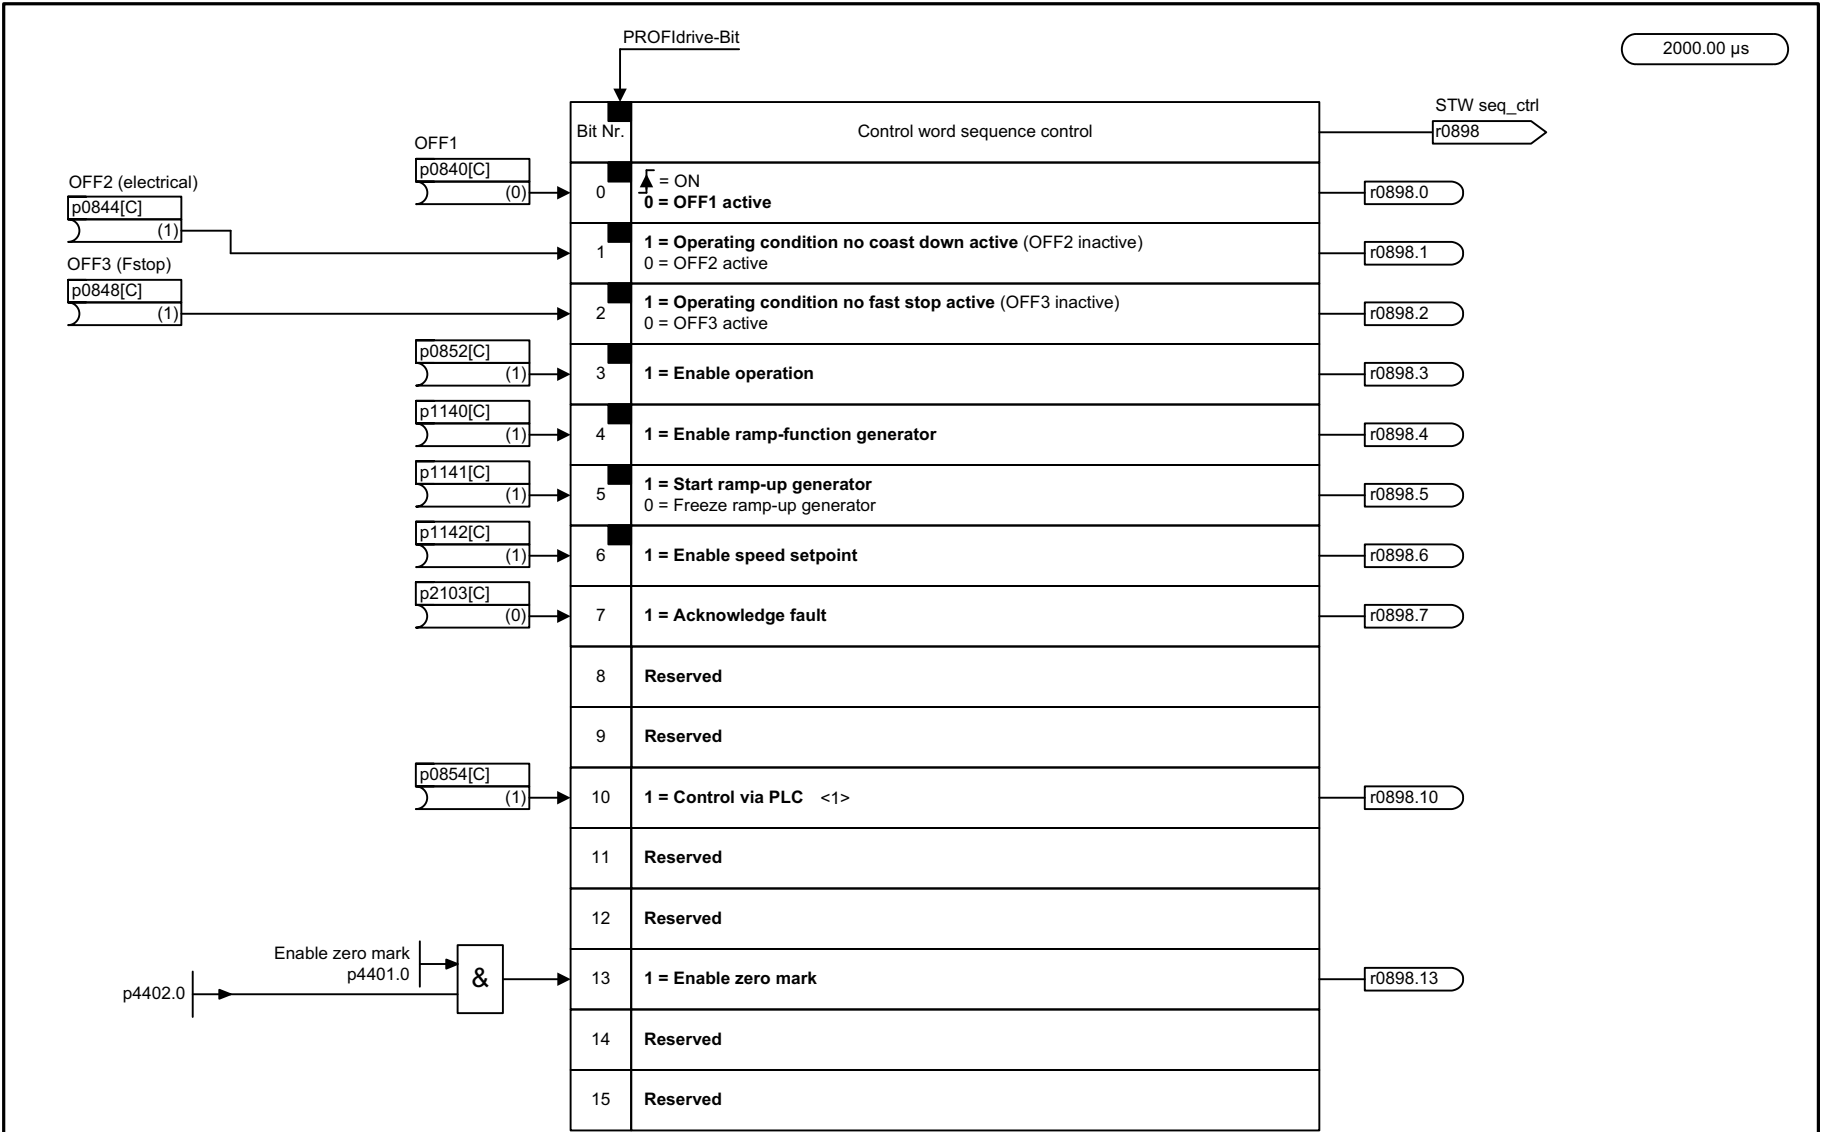 PROFIdrive-Bit
2000.00 µs
STW seq_ctrl
Bit Nr.
Control word sequence control
r0898
OFF1
p0840[C]
(0)
0
= ON
0 = OFF1 active
r0898.0
OFF2 (electrical)
p0844[C]
(1)
1
1 = Operating condition no coast down active (OFF2 inactive)
0 = OFF2 active
r0898.1
OFF3 (Fstop)
p0848[C]
(1)
2
1 = Operating condition no fast stop active (OFF3 inactive)
0 = OFF3 active
r0898.2
p0852[C]
(1)
3
1 = Enable operation
r0898.3
p1140[C]
(1)
4
1 = Enable ramp-function generator
r0898.4
p1141[C]
(1)
5
1 = Start ramp-up generator
0 = Freeze ramp-up generator
r0898.5
p1142[C]
(1)
6
1 = Enable speed setpoint
r0898.6
p2103[C]
(0)
7
1 = Acknowledge fault
r0898.7
8
Reserved
9
Reserved
p0854[C]
(1)
10
1 = Control via PLC <1>
r0898.10
11
Reserved
12
Reserved
Enable zero mark
p4401.0
p4402.0
&
13
1 = Enable zero mark
r0898.13
14
Reserved
15
Reserved